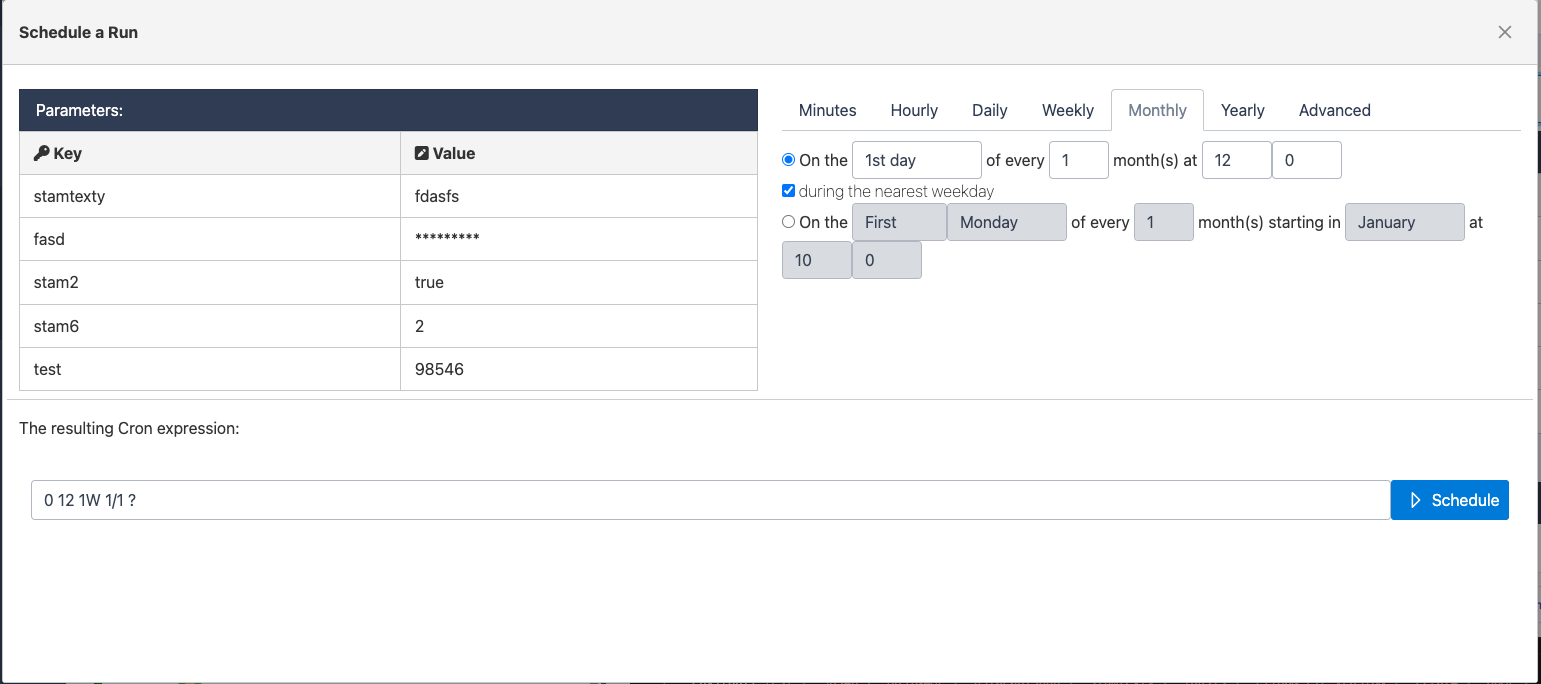 Schedule a Run
Parameters:
Key Value
stamtexty fdasfs
fasd *********
stam2 true
stam6 2
test 98546
Minutes Hourly Daily Weekly Monthly Yearly Advanced
On the 1st day of every 1 month(s) at 12 0
during the nearest weekday
On the First Monday of every 1 month(s) starting in January at
10 0
The resulting Cron expression:
0 12 1W 1/1 ?
Schedule